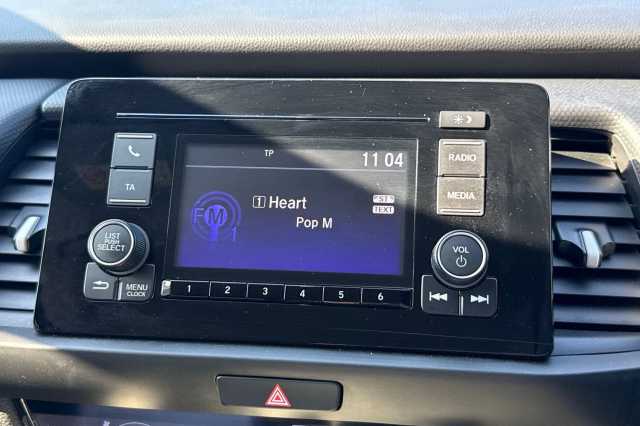 TP
11 04
TA
RADIO
MEDIA
FM
1
1 Heart
ST
TEXT
Pop M
LIST
PUSH
SELECT
VOL
MENU
CLOCK
1 2 3 4 5 6